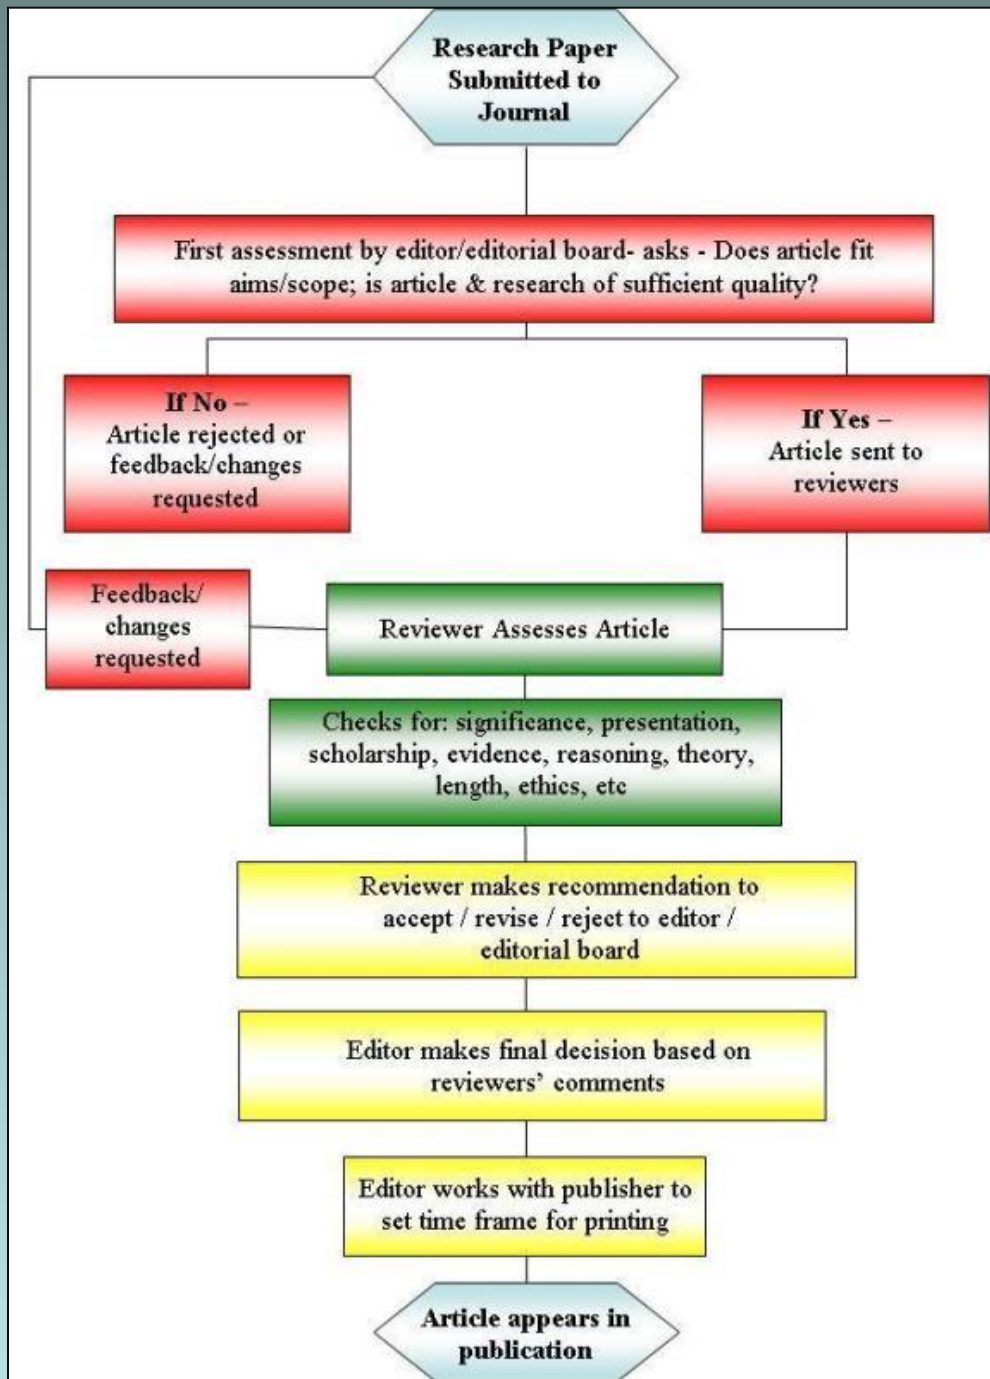 Research Paper
Submitted to
Journal
First assessment by editor/editorial board- asks - Does article fit
aims/scope; is article & research of sufficient quality?
If No –
Article rejected or
feedback/changes
requested
If Yes –
Article sent to
reviewers
Feedback/
changes
requested
Reviewer Assesses Article
Checks for: significance, presentation,
scholarship, evidence, reasoning, theory,
length, ethics, etc
Reviewer makes recommendation to
accept / revise / reject to editor /
editorial board
Editor makes final decision based on
reviewers’ comments
Editor works with publisher to
set time frame for printing
Article appears in
publication